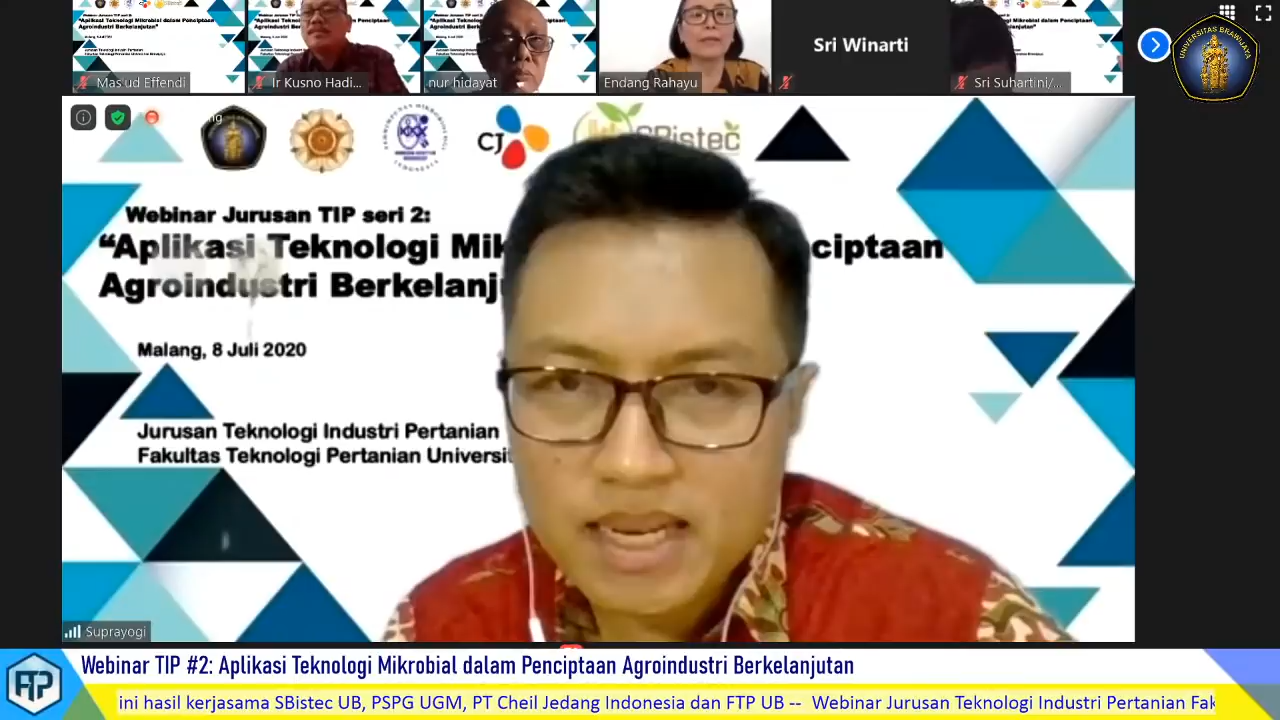 Mas'ud Effendi
Ir Kusno Hadi...
nur hidayat
Endang Rahayu
Sri Winarti
Sri Suhartini/...
CJ
SBistec
Webinar Jurusan TIP seri 2:
“Aplikasi Teknologi Mik ciptaan
Agroindustri Berkelanju
Malang, 8 Juli 2020
Jurusan Teknologi Industri Pertanian
Fakultas Teknologi Pertanian Universit
Suprayogi
Webinar TIP #2: Aplikasi Teknologi Mikrobial dalam Penciptaan Agroindustri Berkelanjutan
ini hasil kerjasama SBistec UB, PSPG UGM, PT Cheil Jedang Indonesia dan FTP UB -- Webinar Jurusan Teknologi Industri Pertanian Fak